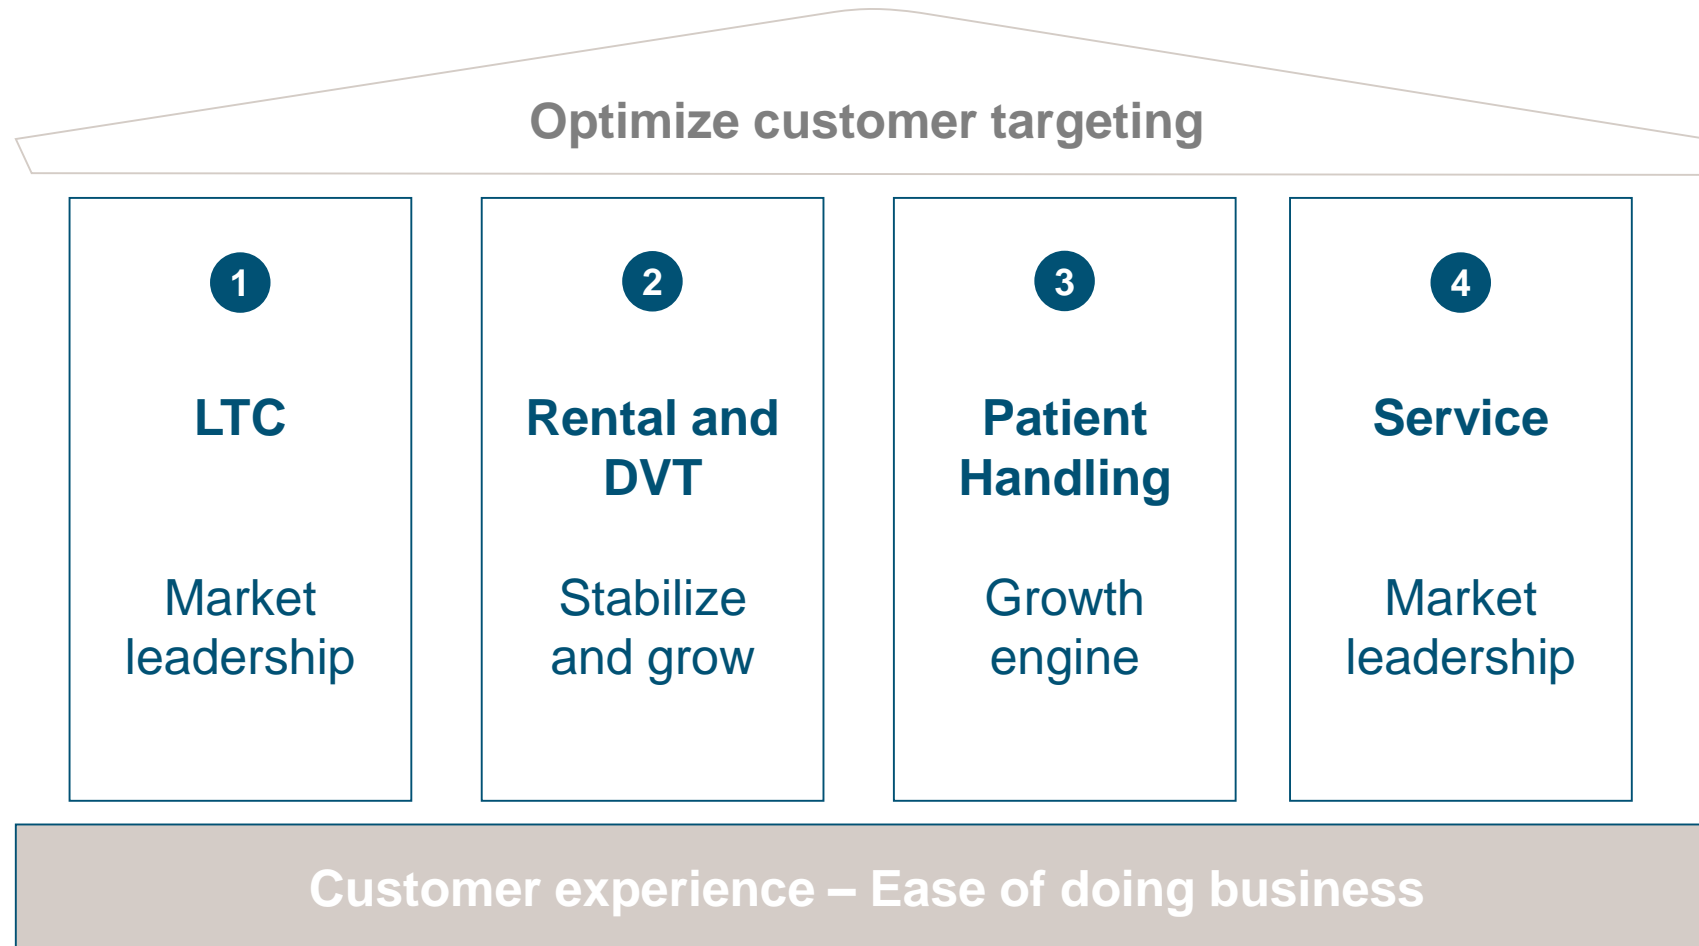 Optimize customer targeting
1
LTC
Market
leadership
2
Rental and
DVT
Stabilize
and grow
3
Patient
Handling
Growth
engine
4
Service
Market
leadership
Customer experience – Ease of doing business